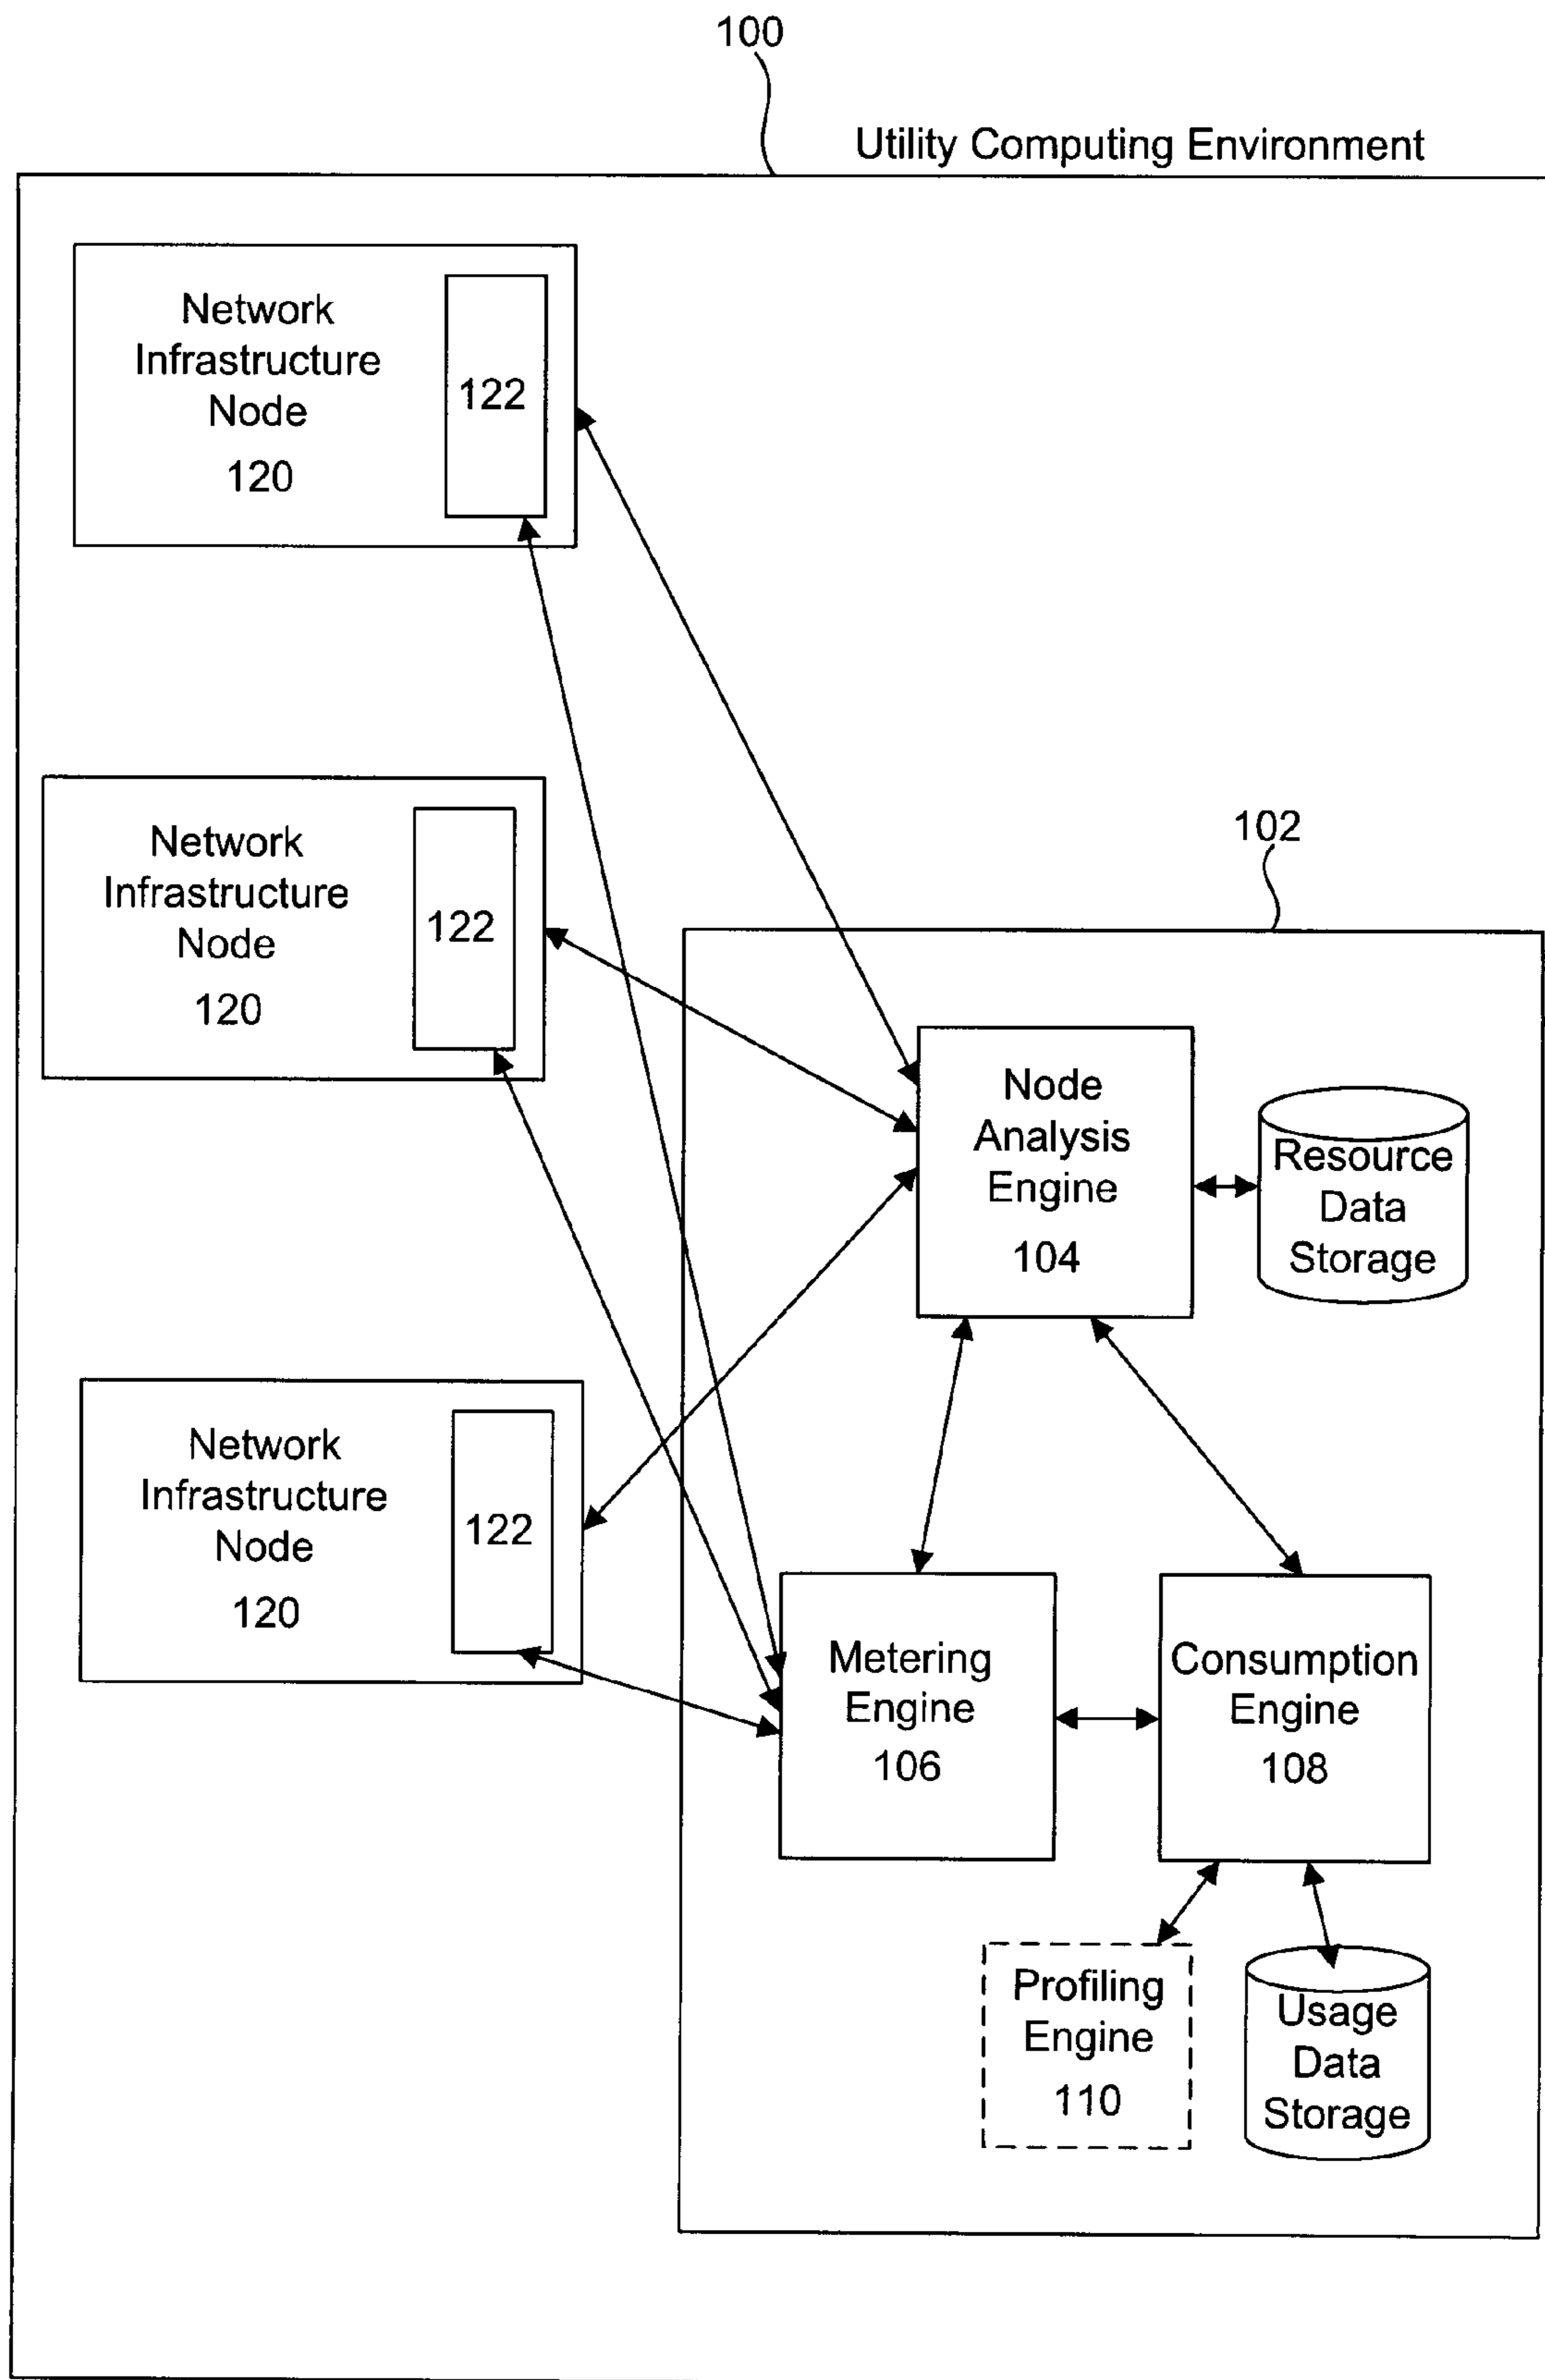 100
Utility Computing Environment
Network
Infrastructure
Node
120
122
Network
Infrastructure
Node
120
122
102
Node
Analysis
Engine
104
Resource
Data
Storage
Network
Infrastructure
Node
120
122
Metering
Engine
106
Consumption
Engine
108
Profiling
Engine
110
Usage
Data
Storage